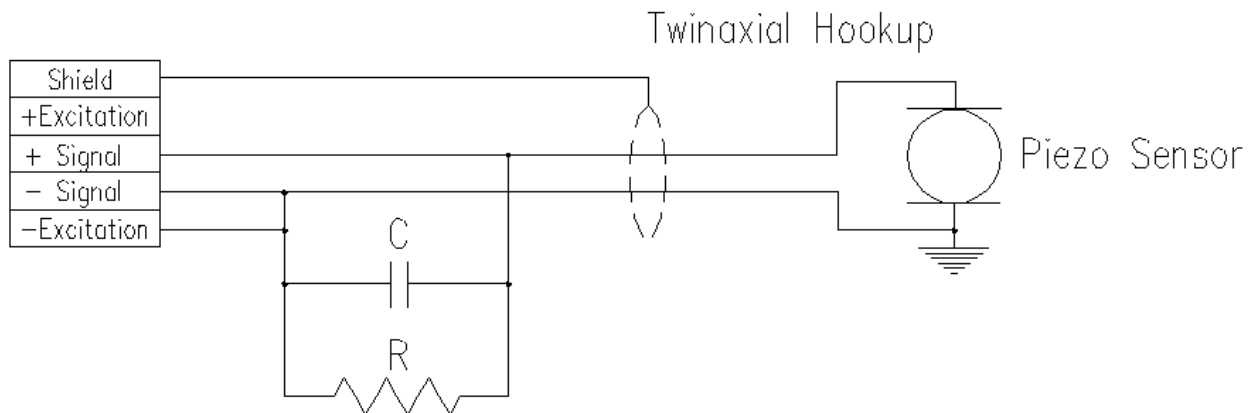 Twinaxial Hookup
Shield
+Excitation
+ Signal
- Signal
-Excitation
Piezo Sensor
C
R